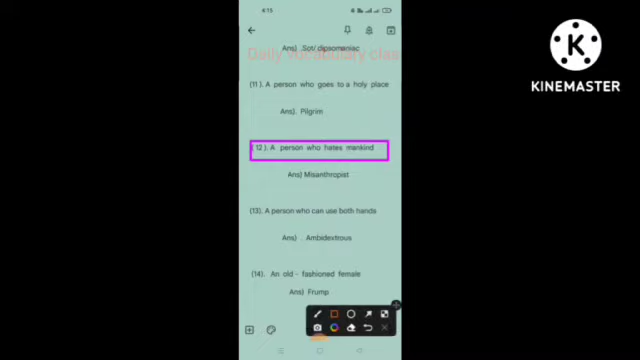 4:15
Ans) Sot/ dipsomaniac
Daily vocabulary clas
(11) A person who goes to a holy place
Ans). Pilgrim
(12 ). A person who hates mankind
Ans) Misanthropist
(13). A person who can use both hands
Ans) . Ambidextrous
(14). An old - fashioned female
Ans) Frump
K
KINEMASTER